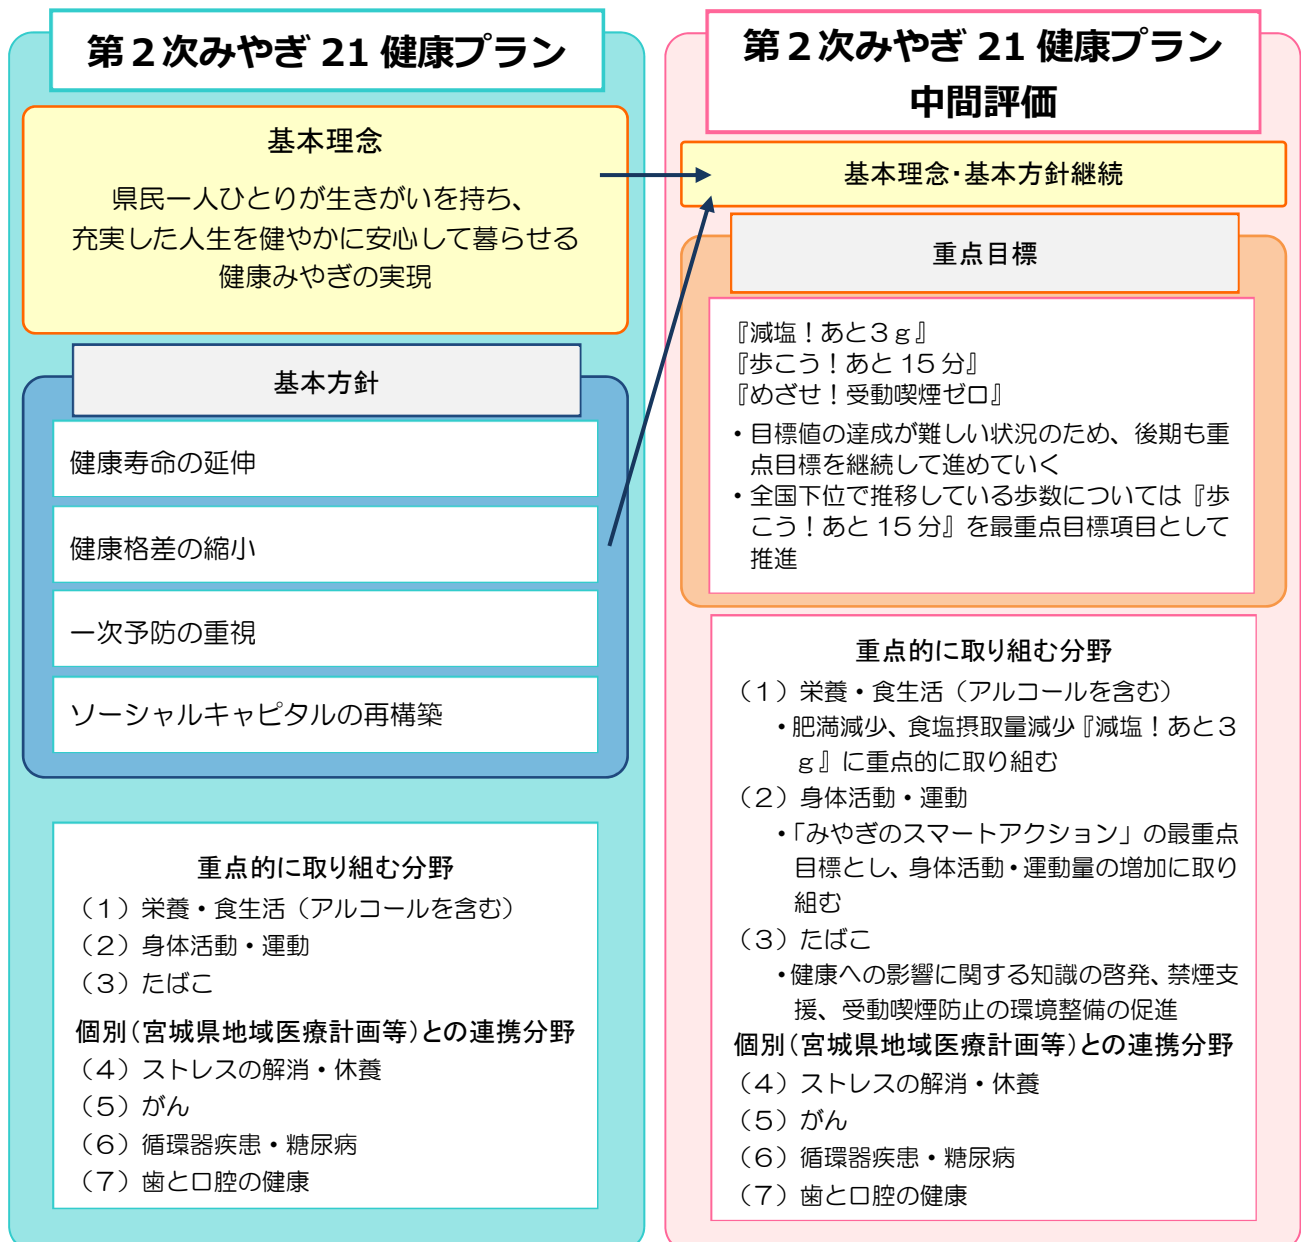 第２次みやぎ 21 健康プラン
基本理念
県民一人ひとりが生きがいを持ち、
充実した人生を健やかに安心して暮らせる
健康みやぎの実現
基本方針
健康寿命の延伸
健康格差の縮小
一次予防の重視
ソーシャルキャピタルの再構築
重点的に取り組む分野
（１）栄養・食生活（アルコールを含む）
（２）身体活動・運動
（３）たばこ
個別（宮城県地域医療計画等）との連携分野
（４）ストレスの解消・休養
（５）がん
（６）循環器疾患・糖尿病
（７）歯と口腔の健康
第２次みやぎ 21 健康プラン
中間評価
基本理念・基本方針継続
重点目標
『減塩！あと３ｇ』
『歩こう！あと 15 分』
『めざせ！受動喫煙ゼロ』
・目標値の達成が難しい状況のため、後期も重
点目標を継続して進めていく
・全国下位で推移している歩数については『歩
こう！あと 15 分』を最重点目標項目として
推進
重点的に取り組む分野
（１）栄養・食生活（アルコールを含む）
・肥満減少、食塩摂取量減少『減塩！あと３
ｇ』に重点的に取り組む
（２）身体活動・運動
・「みやぎのスマートアクション」の最重点
目標とし、身体活動・運動量の増加に取り
組む
（３）たばこ
・健康への影響に関する知識の啓発、禁煙支
援、受動喫煙防止の環境整備の促進
個別（宮城県地域医療計画等）との連携分野
（４）ストレスの解消・休養
（５）がん
（６）循環器疾患・糖尿病
（７）歯と口腔の健康